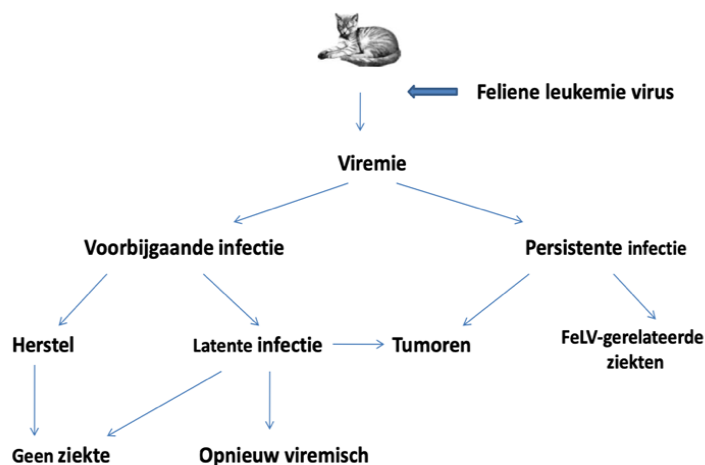 Feliene leukemie virus
Viremie
Voorbijgaande infectie
Persistente infectie
Herstel
Latente infectie
Tumoren
FeLV-gerelateerde
ziekten
Geen ziekte
Opnieuw viremisch